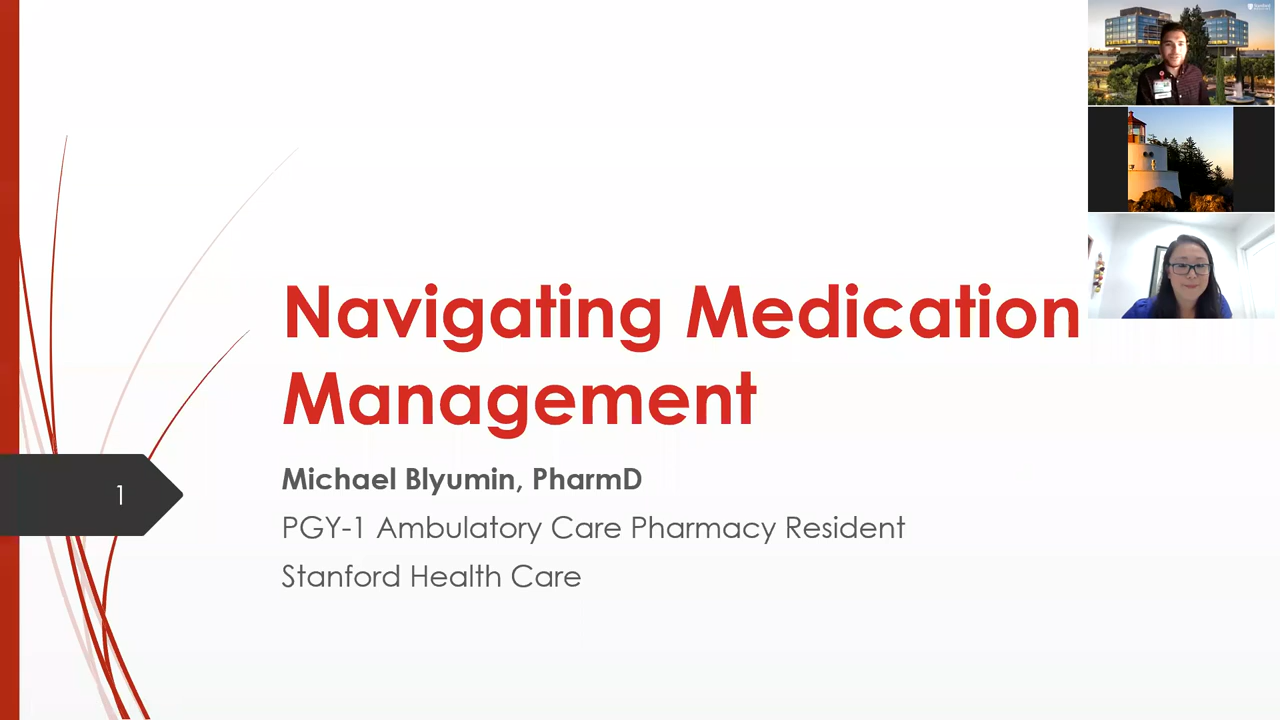 Navigating Medication
Management
Michael Blyumin, PharmD
PGY-1 Ambulatory Care Pharmacy Resident
Stanford Health Care
1